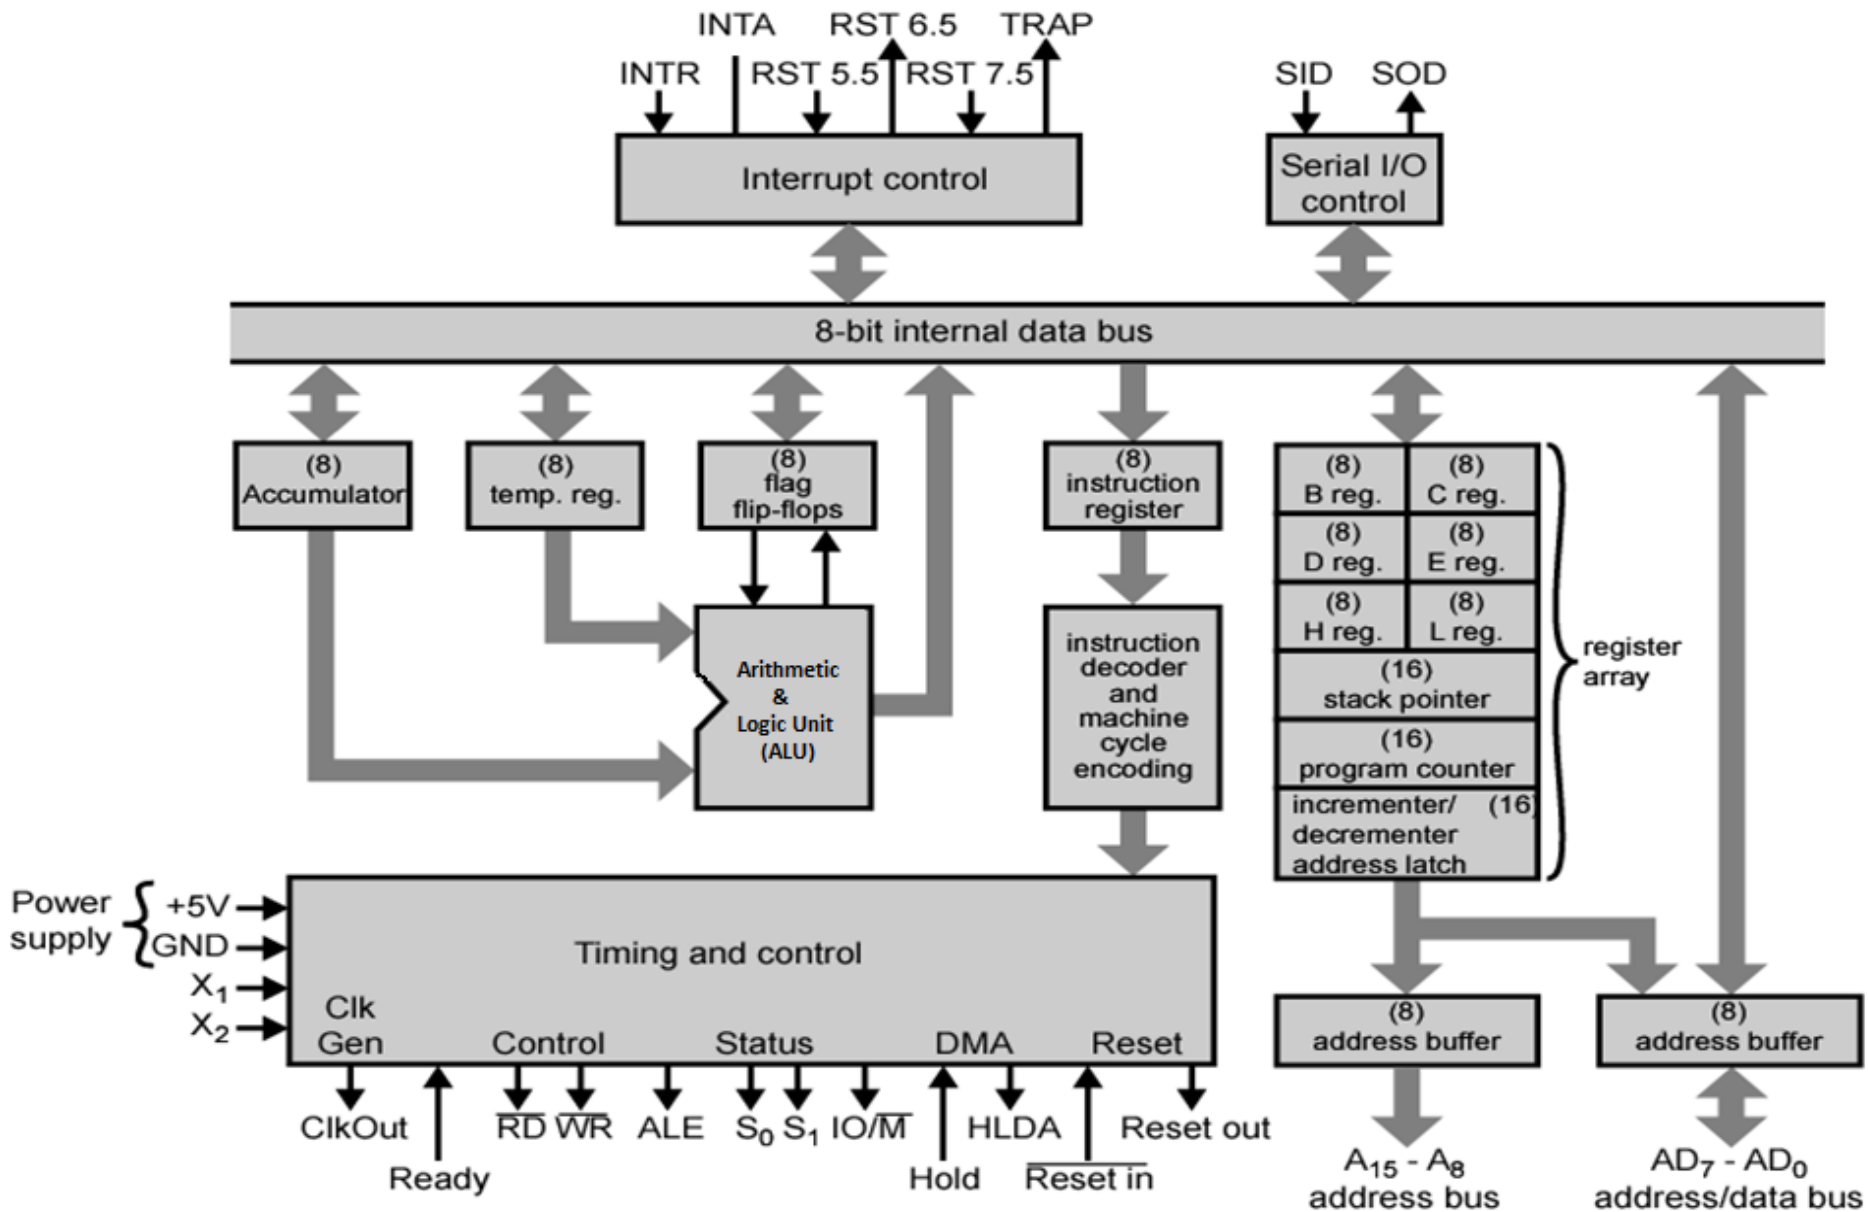 INTA RST 6.5 TRAP
INTR RST 5.5 RST 7.5 SID SOD
Interrupt control
Serial I/O
control
8-bit internal data bus
(8)
Accumulator
(8)
temp. reg.
(8)
flag
flip-flops
(8)
instruction
register
(8)
B reg.
(8)
C reg.
(8)
D reg.
(8)
E reg.
(8)
H reg.
(8)
L reg.
(16)
stack pointer
(16)
program counter
incrementer/ (16)
decrementer
address latch
register
array
Arithmetic
&
Logic Unit
(ALU)
instruction
decoder
and
machine
cycle
encoding
Power
supply
+5V
GND
X₁
X₂
Timing and control
Clk
Gen Control Status DMA Reset
ClkOut R̅D̅ W̅R̅ ALE S₀ S₁ IO/M̅ HLDA Reset out
Ready Hold R̅e̅s̅e̅t̅ i̅n̅
(8)
address buffer
(8)
address buffer
A₁₅ - A₈
address bus
AD₇ - AD₀
address/data bus